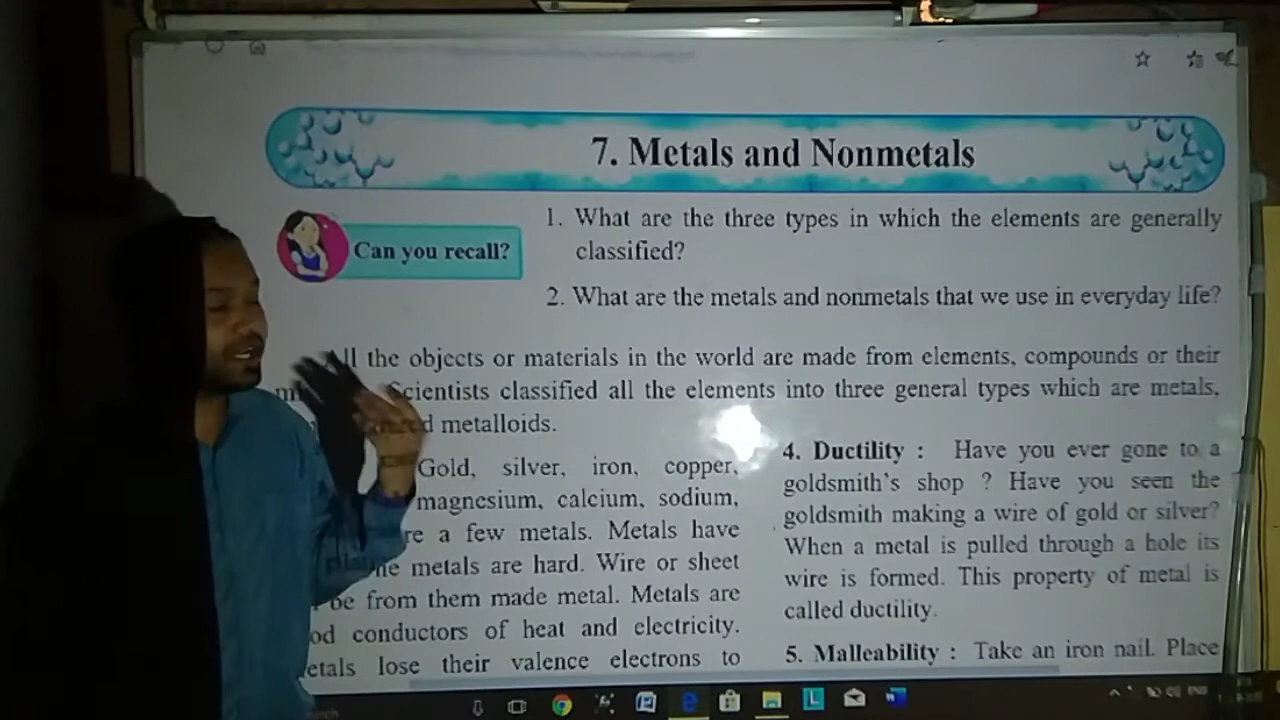 7. Metals and Nonmetals
Can you recall?
1. What are the three types in which the elements are generally
classified?
2. What are the metals and nonmetals that we use in everyday life?
All the objects or materials in the world are made from elements, compounds or their
Scientists classified all the elements into three general types which are metals,
metalloids.
Gold, silver, iron, copper,
magnesium, calcium, sodium,
re a few metals. Metals have
metals are hard. Wire or sheet
be from them made metal. Metals are
od conductors of heat and electricity.
etals lose their valence electrons to
4. Ductility : Have you ever gone to a
goldsmith's shop ? Have you seen the
goldsmith making a wire of gold or silver?
When a metal is pulled through a hole its
wire is formed. This property of metal is
called ductility.
5. Malleability : Take an iron nail. Place